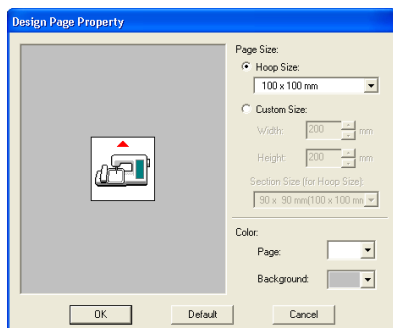 Design Page Property
Page Size:
Hoop Size:
100 x 100 mm
Custom Size:
Width: 200 mm
Height: 200 mm
Section Size (for Hoop Size):
90 x 90 mm(100 x 100 mn
Color:
Page:
Background:
OK Default Cancel